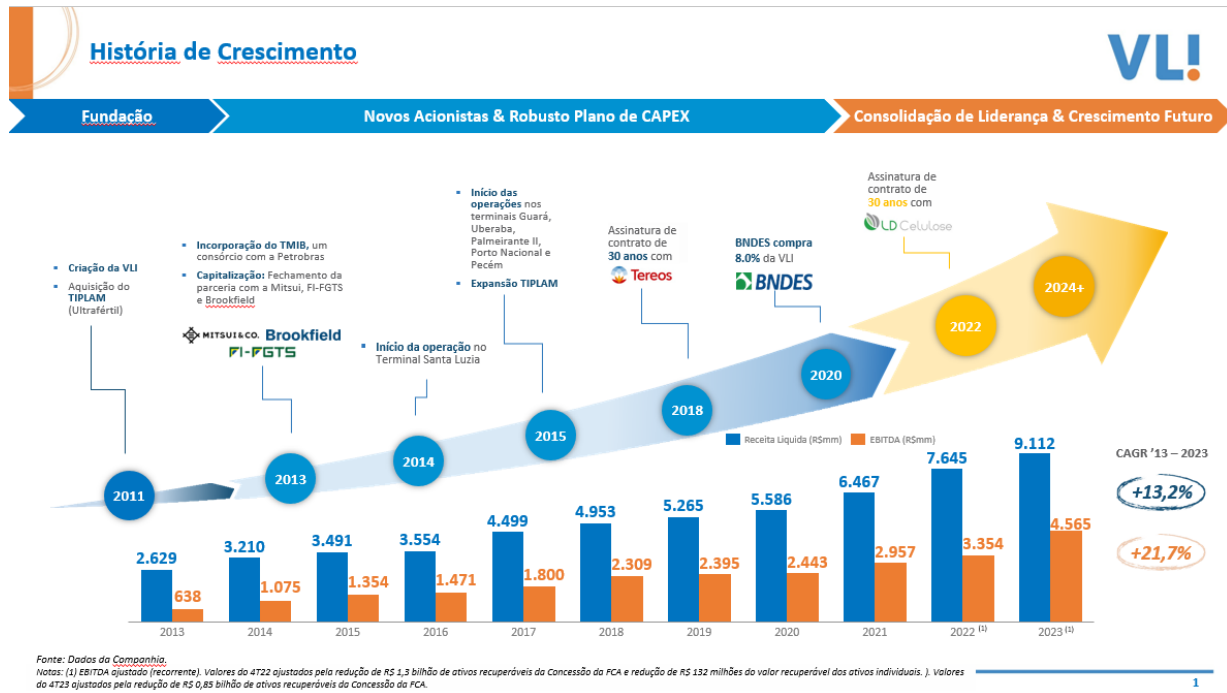 História de Crescimento
VL!
Fundação
Novos Acionistas & Robusto Plano de CAPEX
Consolidação de Liderança & Crescimento Futuro
▪ Criação da VLI
▪ Aquisição do
TIPLAM
(Ultrafértil)
▪ Incorporação do TMIB, um
consórcio com a Petrobras
▪ Capitalização: Fechamento da
parceria com a Mitsui, FI-FGTS
e Brookfield
MITSUI & CO. Brookfield
FI-FGTS
▪ Início da operação no
Terminal Santa Luzia
▪ Início das
operações nos
terminais Guará,
Uberaba,
Palmeirante II,
Porto Nacional e
Pecém
▪ Expansão TIPLAM
Assinatura de
contrato de
30 anos com
Tereos
BNDES compra
8.0% da VLI
BNDES
Assinatura de
contrato de
30 anos com
LD Celulose
2011
2013
2014
2015
2018
2020
2022
2024+
Receita Liquida (R$mm)
EBITDA (R$mm)
2.629
638
3.210
1.075
3.491
1.354
3.554
1.471
4.499
1.800
4.953
2.309
5.265
2.395
5.586
2.443
6.467
2.957
7.645
3.354
9.112
4.565
2013
2014
2015
2016
2017
2018
2019
2020
2021
2022 (1)
2023 (1)
CAGR '13 – 2023
+13,2%
+21,7%
Fonte: Dados da Companhia.
Notas: (1) EBITDA ajustado (recorrente). Valores do 4T22 ajustados pela redução de R$ 1,3 bilhão de ativos recuperáveis da Concessão da FCA e redução de R$ 132 milhões do valor recuperável dos ativos individuais. ). Valores
do 4T23 ajustados pela redução de R$ 0,85 bilhão de ativos recuperáveis da Concessão da FCA.
1